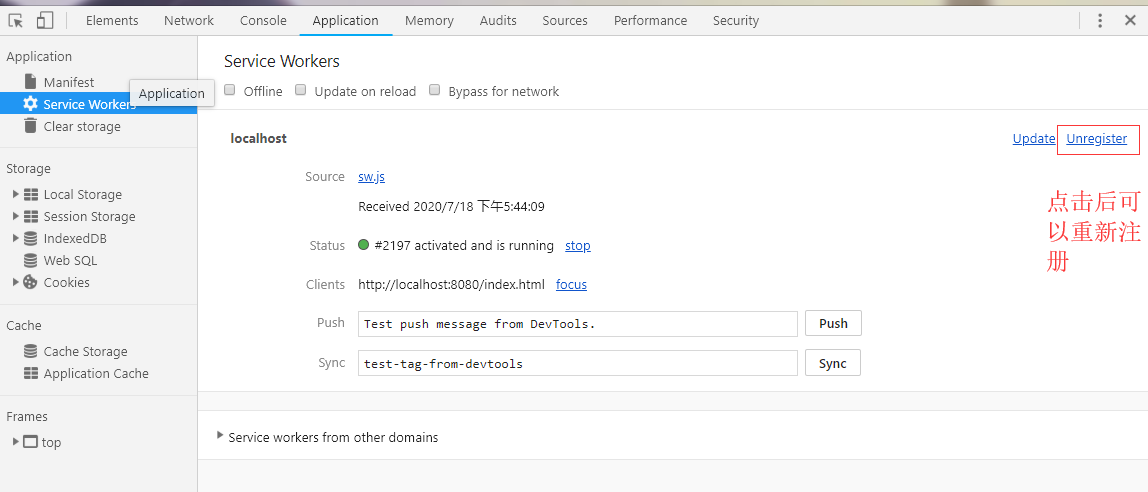 Elements Network Console Application Memory Audits Sources Performance Security
Application
Manifest
Service Workers
Application
Clear storage
Storage
Local Storage
Session Storage
IndexedDB
Web SQL
Cookies
Cache
Cache Storage
Application Cache
Frames
top
Service Workers
Offline Update on reload Bypass for network
localhost Update Unregister
Source sw.js
Received 2020/7/18 下午5:44:09
Status #2197 activated and is running stop
Clients http://localhost:8080/index.html focus
Push Test push message from DevTools. Push
Sync test-tag-from-devtools Sync
点击后可
以重新注
册
Service workers from other domains